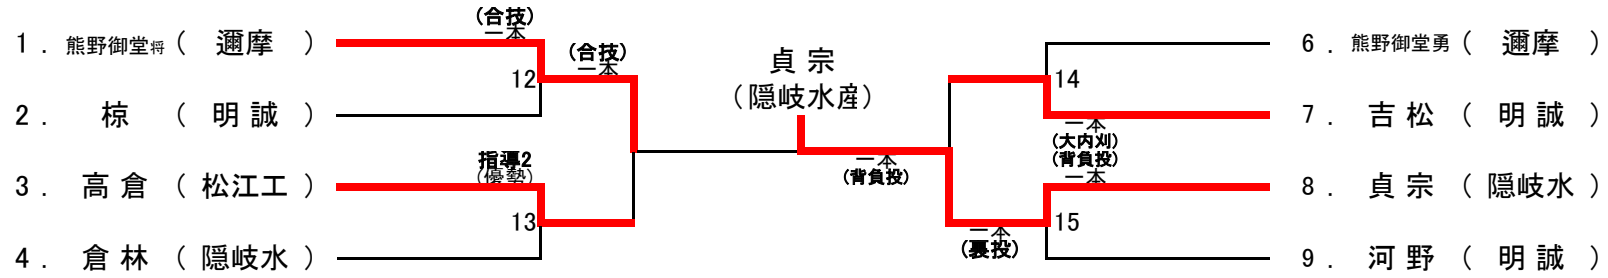 (合技)
一本
1. 熊野御堂将 ( 邇摩 )
12
2. 椋 ( 明誠 )
(合技)
一本
指導2
(優勢)
3. 高倉 ( 松江工 )
13
4. 倉林 ( 隠岐水 )
貞宗
(隠岐水産)
一本
(背負投)
6. 熊野御堂勇 ( 邇摩 )
14
7. 吉松 ( 明誠 )
一本
(大内刈)
(背負投)
一本
8. 貞宗 ( 隠岐水 )
15
一本
(裏投)
9. 河野 ( 明誠 )